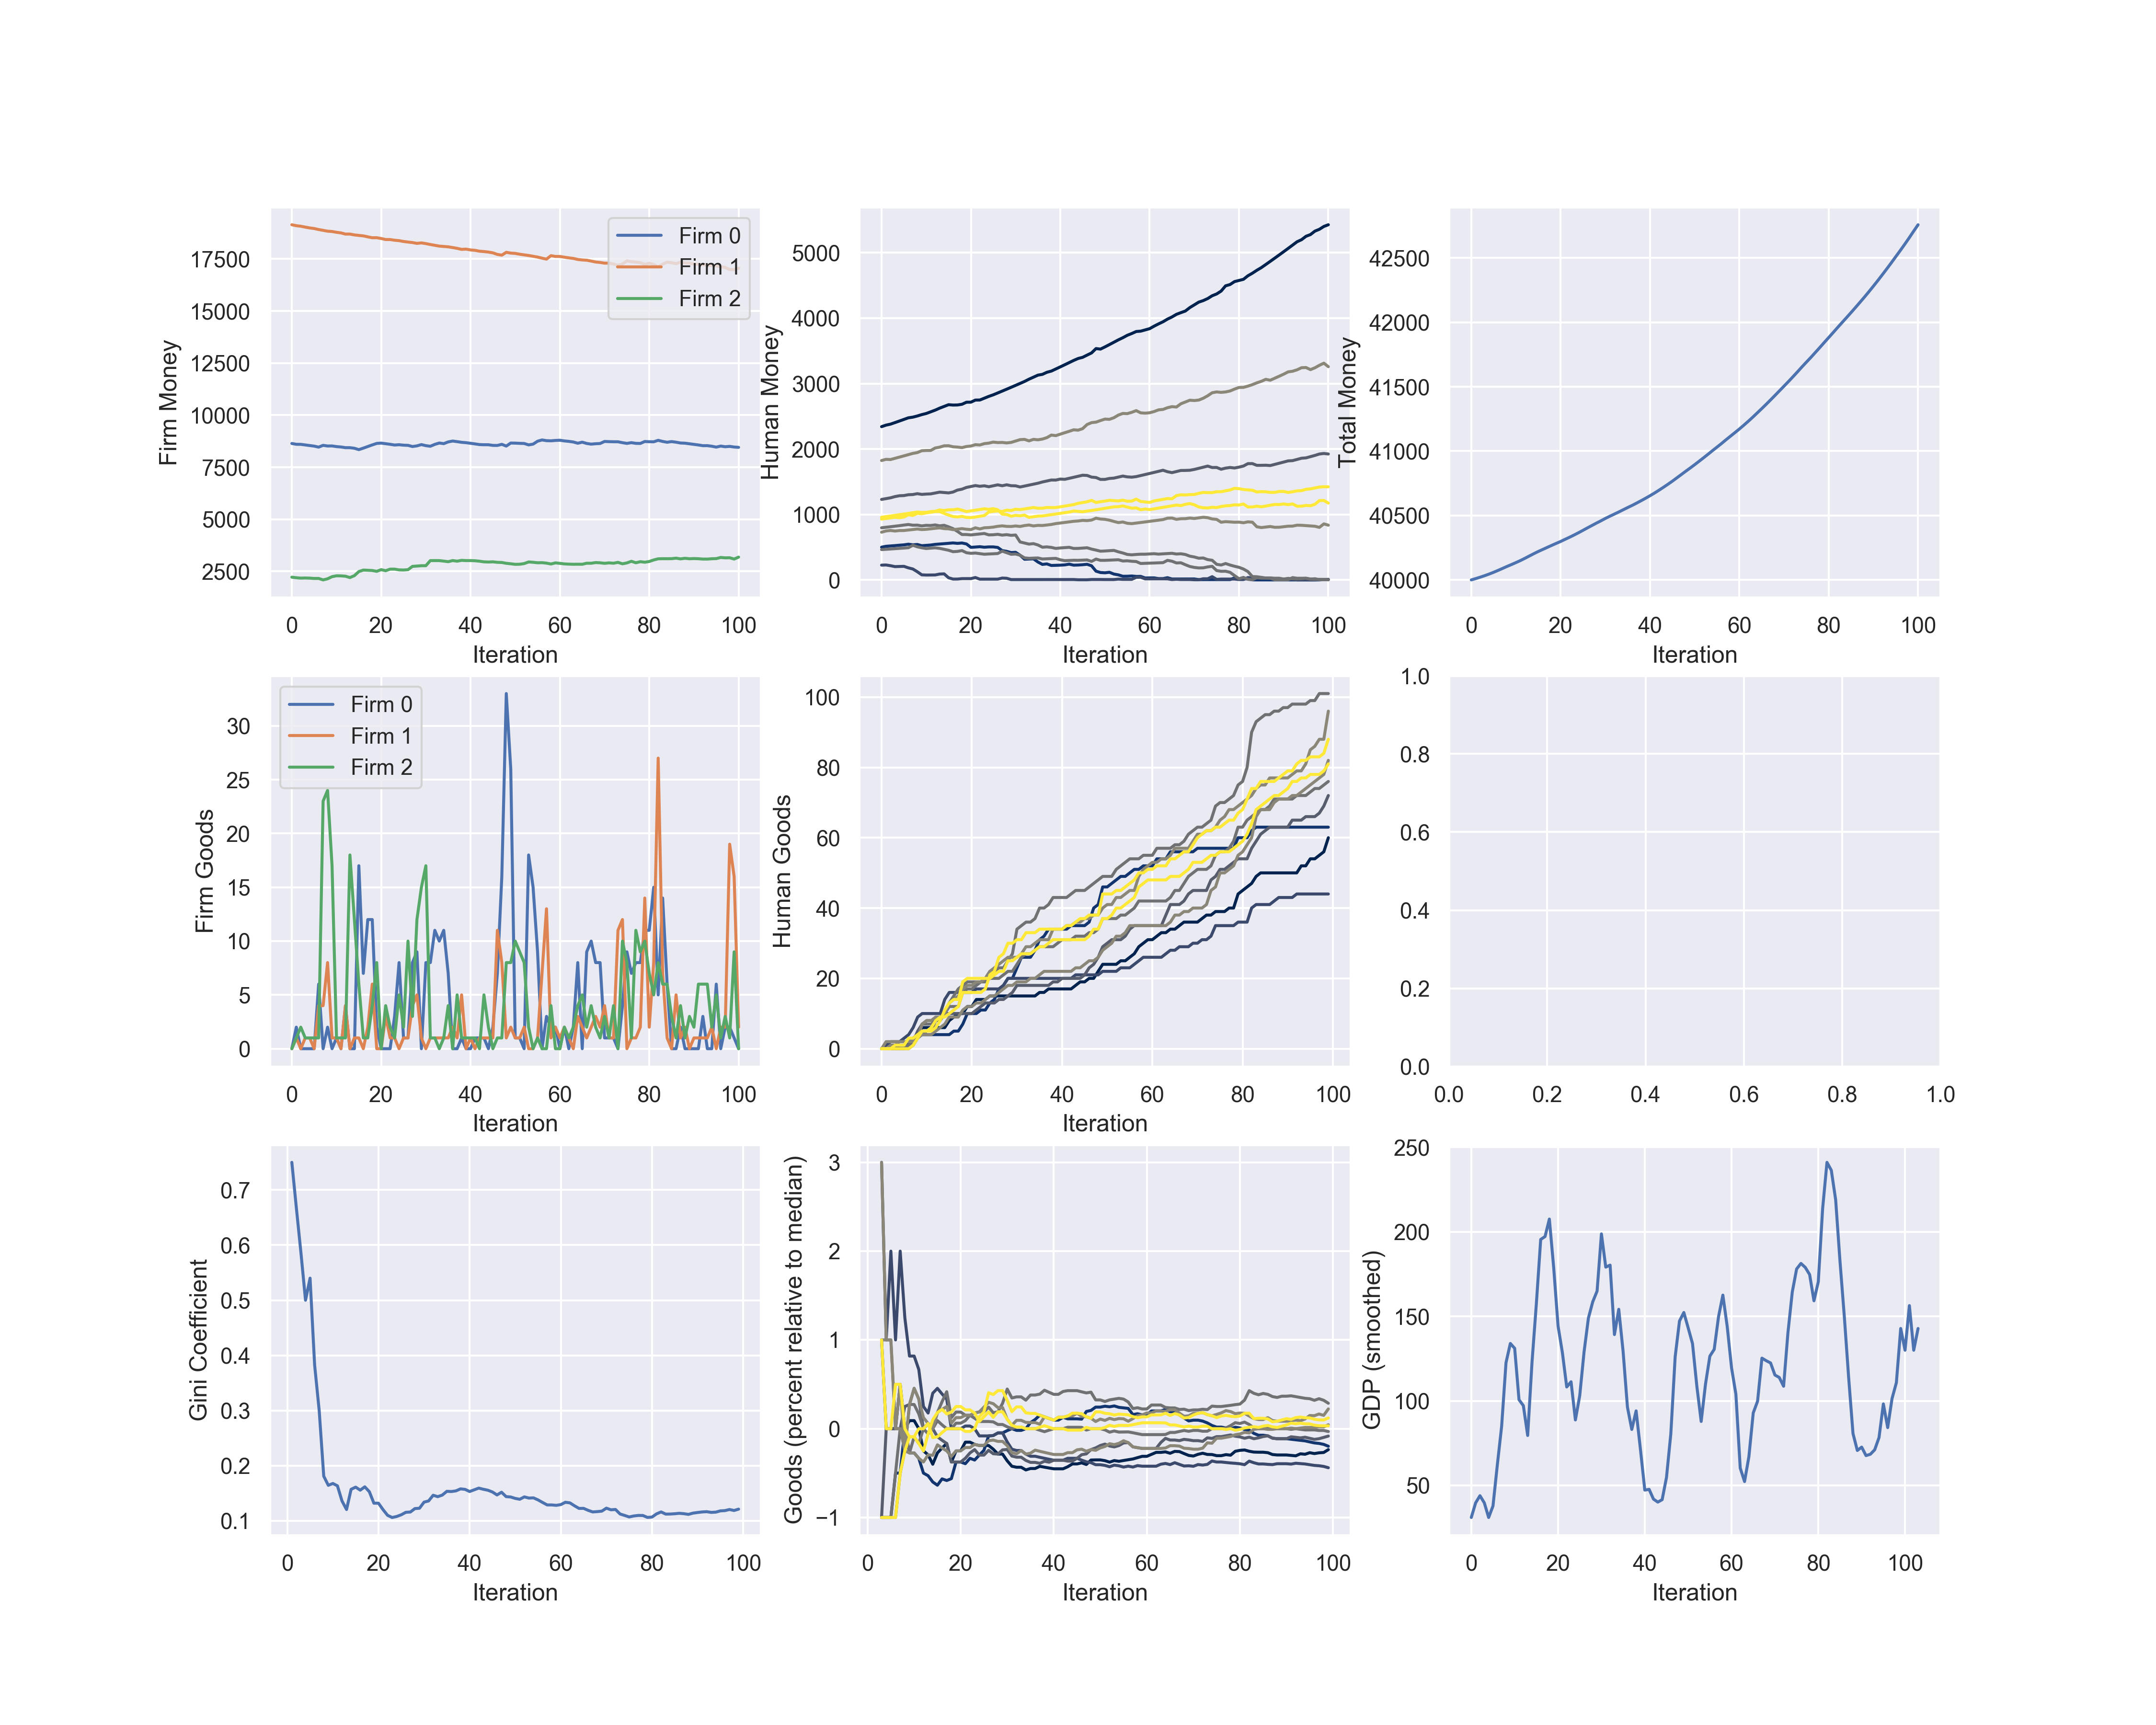 Firm Money
17500
15000
12500
10000
7500
5000
2500
0 20 40 60 80 100
Iteration
Firm 0
Firm 1
Firm 2
Human Money
5000
4000
3000
2000
1000
0
0 20 40 60 80 100
Iteration
Total Money
42500
42000
41500
41000
40500
40000
0 20 40 60 80 100
Iteration
Firm Goods
30
25
20
15
10
5
0
0 20 40 60 80 100
Iteration
Firm 0
Firm 1
Firm 2
Human Goods
100
80
60
40
20
0
0 20 40 60 80 100
Iteration
1.0
0.8
0.6
0.4
0.2
0.0
0.0 0.2 0.4 0.6 0.8 1.0
Gini Coefficient
0.7
0.6
0.5
0.4
0.3
0.2
0.1
0 20 40 60 80 100
Iteration
Goods (percent relative to median)
3
2
1
0
−1
0 20 40 60 80 100
Iteration
GDP (smoothed)
250
200
150
100
50
0 20 40 60 80 100
Iteration